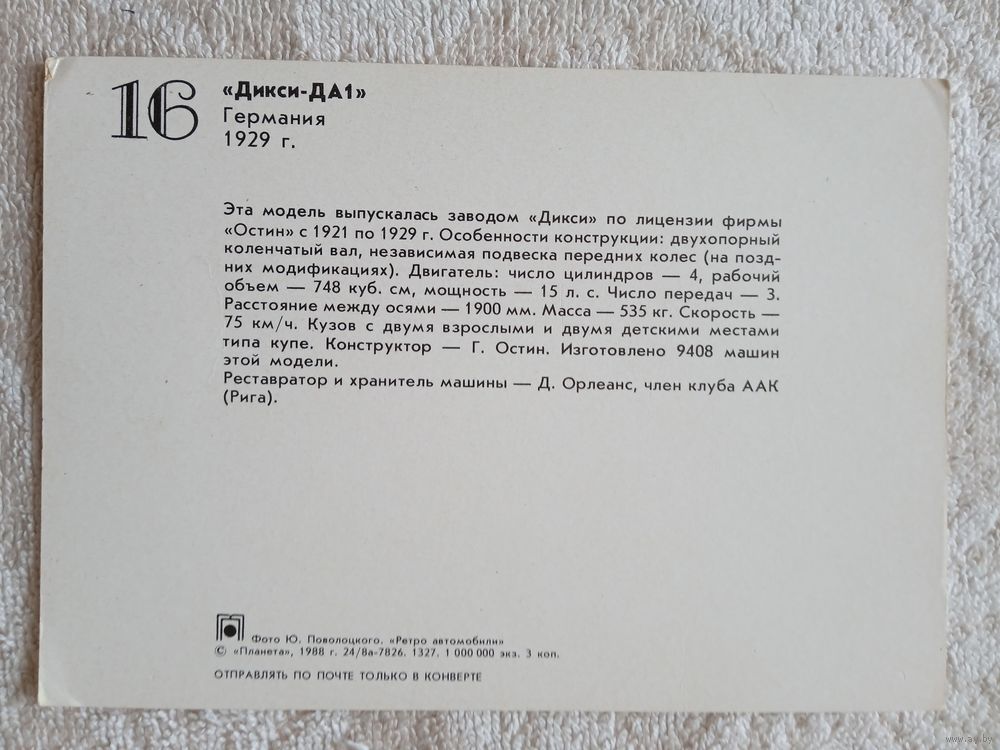 16
«Дикси-ДА1»
Германия
1929 г.
Эта модель выпускалась заводом «Дикси» по лицензии фирмы
«Остин» с 1921 по 1929 г. Особенности конструкции: двухопорный
коленчатый вал, независимая подвеска передних колес (на позд-
них модификациях). Двигатель: число цилиндров — 4, рабочий
объем — 748 куб. см, мощность — 15 л. с. Число передач — 3.
Расстояние между осями — 1900 мм. Масса — 535 кг. Скорость —
75 км/ч. Кузов с двумя взрослыми и двумя детскими местами
типа купе. Конструктор — Г. Остин. Изготовлено 9408 машин
этой модели.
Реставратор и хранитель машины — Д. Орлеанс, член клуба ААК
(Рига).
Фото Ю. Поволоцкого. «Ретро автомобили»
© «Планета», 1988 г. 24/8а-7826. 1327. 1 000 000 экз. 3 коп.
ОТПРАВЛЯТЬ ПО ПОЧТЕ ТОЛЬКО В КОНВЕРТЕ
www.ay.by